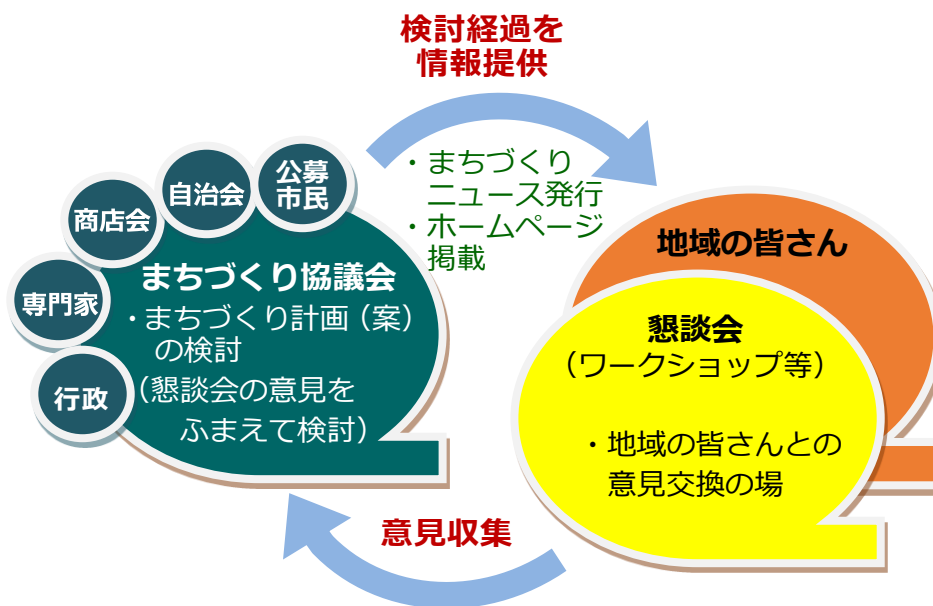 検討経過を
情報提供
・まちづくり
ニュース発行
・ホームページ
掲載
公募
市民
自治会
商店会
専門家
行政
まちづくり協議会
・まちづくり計画（案）
の検討
（懇談会の意見を
ふまえて検討）
地域の皆さん
懇談会
（ワークショップ等）
・地域の皆さんとの
意見交換の場
意見収集